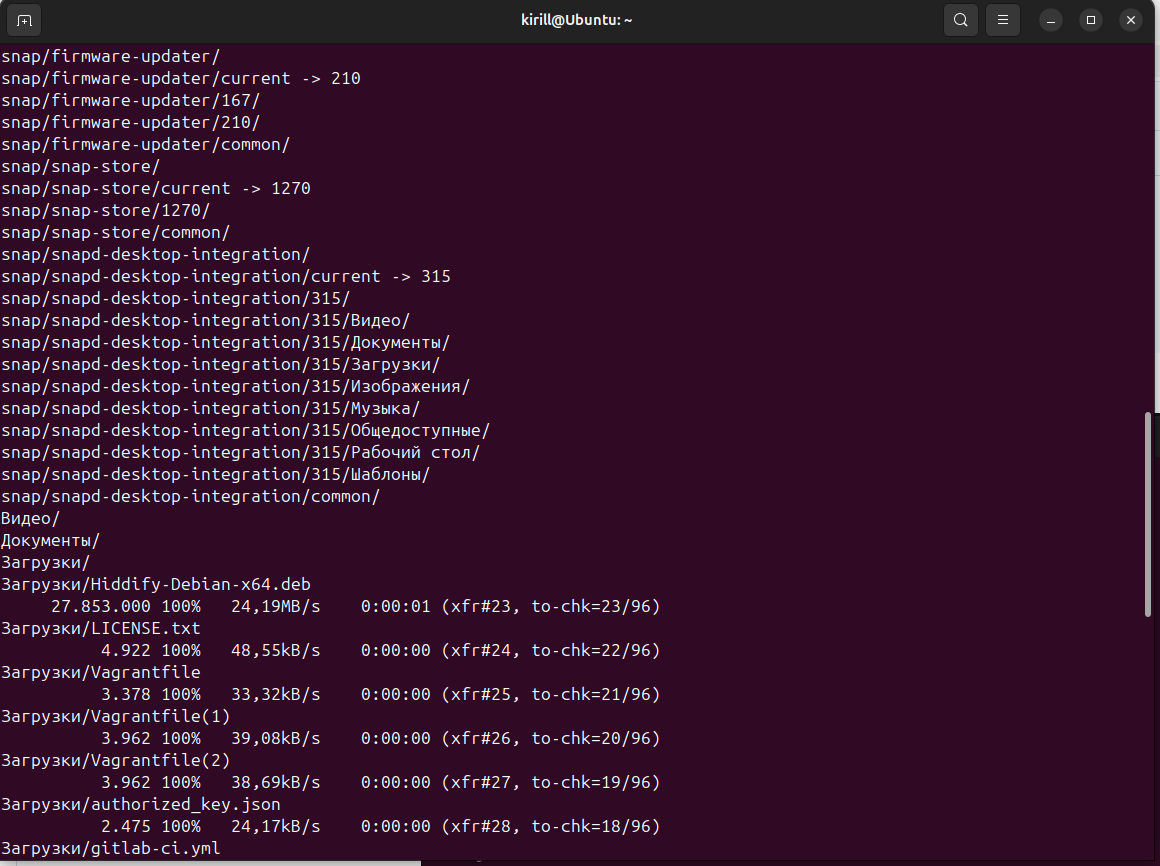 kirill@Ubuntu: ~
snap/firmware-updater/
snap/firmware-updater/current -> 210
snap/firmware-updater/167/
snap/firmware-updater/210/
snap/firmware-updater/common/
snap/snap-store/
snap/snap-store/current -> 1270
snap/snap-store/1270/
snap/snap-store/common/
snap/snapd-desktop-integration/
snap/snapd-desktop-integration/current -> 315
snap/snapd-desktop-integration/315/
snap/snapd-desktop-integration/315/Видео/
snap/snapd-desktop-integration/315/Документы/
snap/snapd-desktop-integration/315/Загрузки/
snap/snapd-desktop-integration/315/Изображения/
snap/snapd-desktop-integration/315/Музыка/
snap/snapd-desktop-integration/315/Общедоступные/
snap/snapd-desktop-integration/315/Рабочий стол/
snap/snapd-desktop-integration/315/Шаблоны/
snap/snapd-desktop-integration/common/
Видео/
Документы/
Загрузки/
Загрузки/Hiddify-Debian-x64.deb
     27.853.000 100%   24,19MB/s    0:00:01 (xfr#23, to-chk=23/96)
Загрузки/LICENSE.txt
          4.922 100%   48,55kB/s    0:00:00 (xfr#24, to-chk=22/96)
Загрузки/Vagrantfile
          3.378 100%   33,32kB/s    0:00:00 (xfr#25, to-chk=21/96)
Загрузки/Vagrantfile(1)
          3.962 100%   39,08kB/s    0:00:00 (xfr#26, to-chk=20/96)
Загрузки/Vagrantfile(2)
          3.962 100%   38,69kB/s    0:00:00 (xfr#27, to-chk=19/96)
Загрузки/authorized_key.json
          2.475 100%   24,17kB/s    0:00:00 (xfr#28, to-chk=18/96)
Загрузки/gitlab-ci.yml